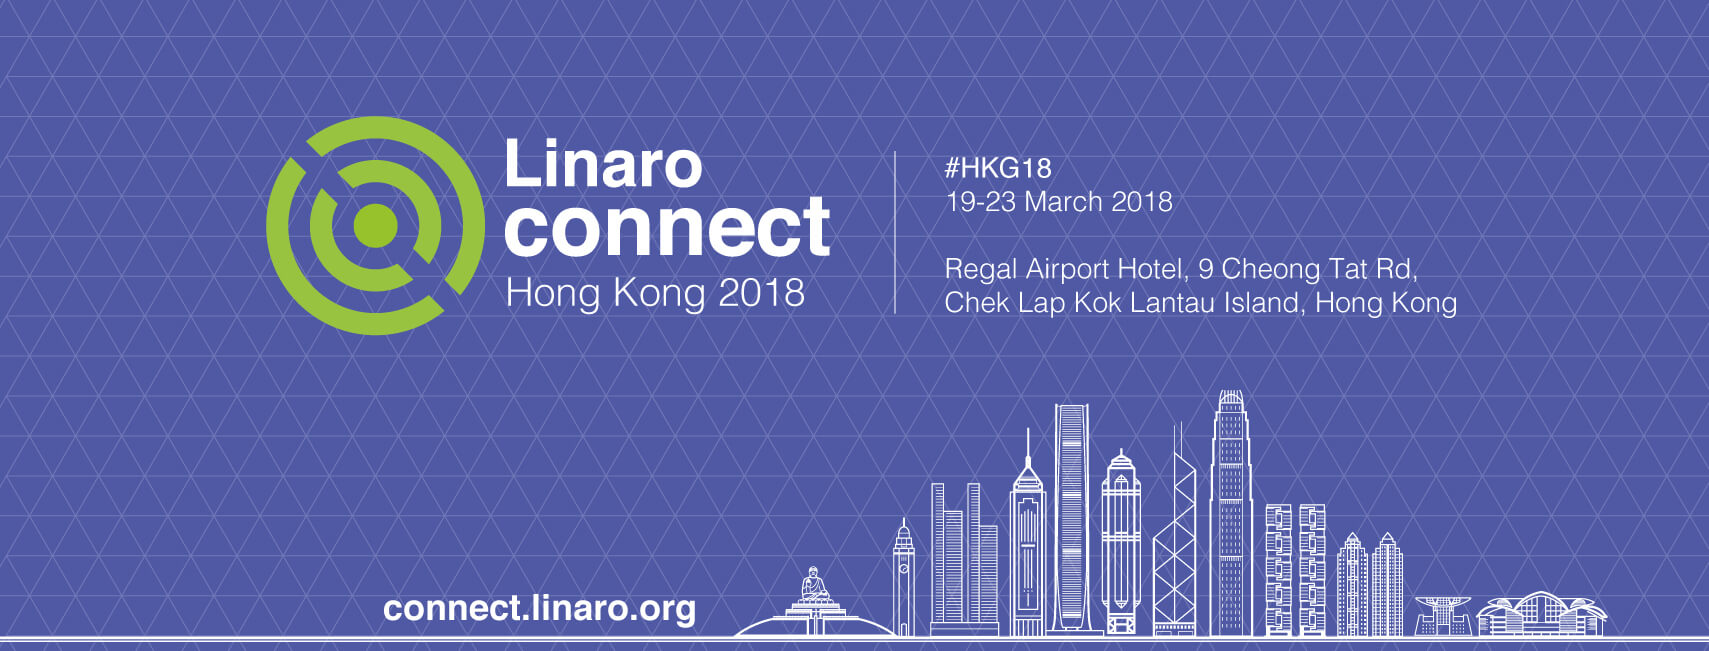 Linaro
connect
Hong Kong 2018
#HKG18
19-23 March 2018
Regal Airport Hotel, 9 Cheong Tat Rd,
Chek Lap Kok Lantau Island, Hong Kong
connect.linaro.org